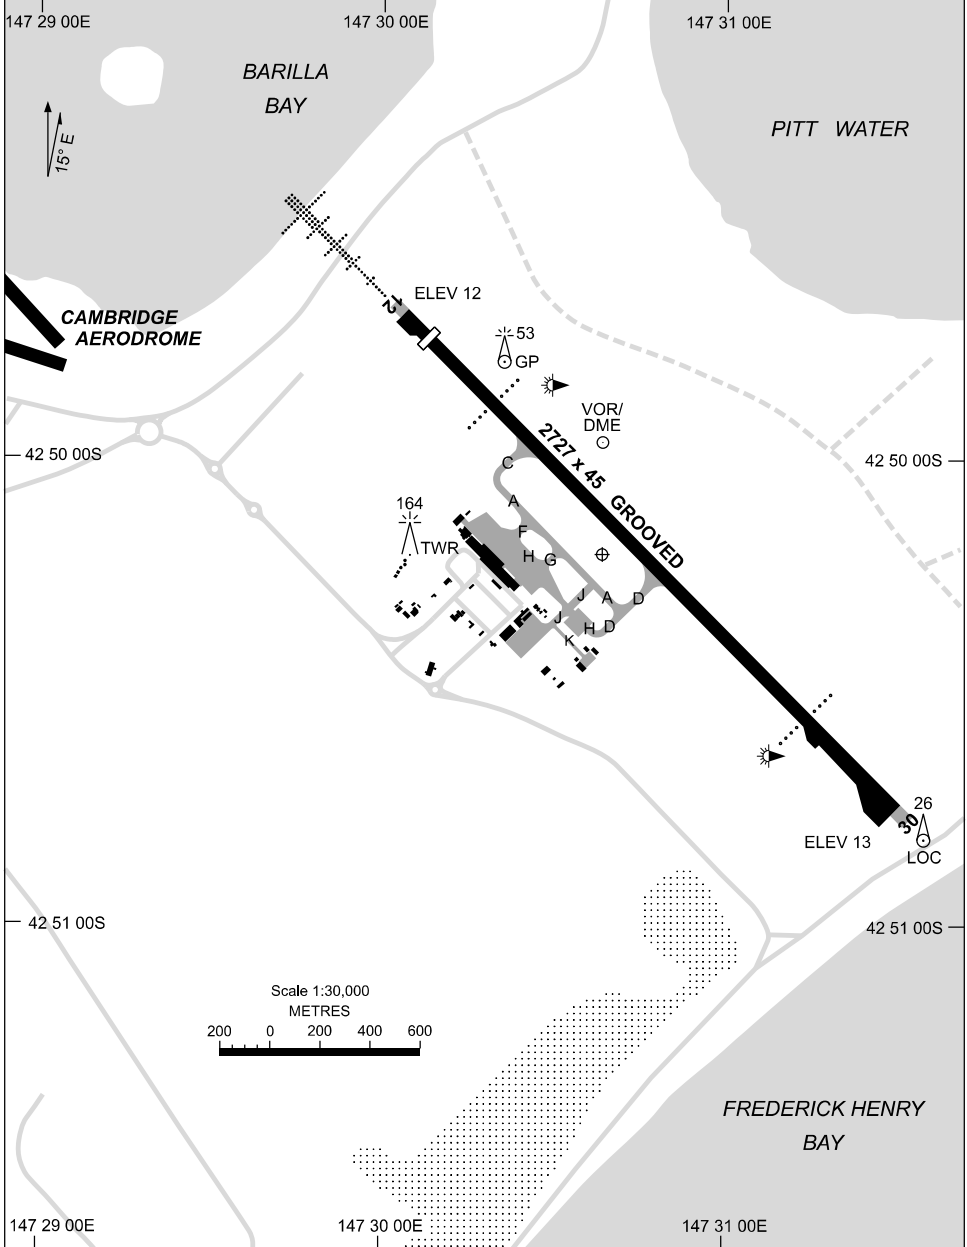 147 29 00E
147 30 00E
147 31 00E
BARILLA
BAY
PITT WATER
15° E
12
ELEV 12
CAMBRIDGE
AERODROME
53
GP
VOR/
DME
42 50 00S
42 50 00S
2727 x 45 GROOVED
C
A
164
TWR
F
H
G
J
A
D
J
H
D
K
26
30
ELEV 13
LOC
42 51 00S
42 51 00S
Scale 1:30,000
METRES
200 0 200 400 600
FREDERICK HENRY
BAY
147 29 00E
147 30 00E
147 31 00E